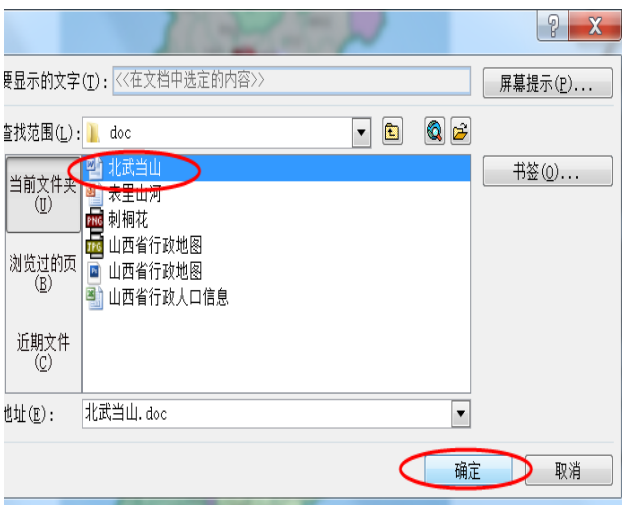 要显示的文字(T): <<在文档中选定的内容>>
屏幕提示(P)...
查找范围(L): doc
书签(O)...
当前文件夹(U)
浏览过的页(B)
近期文件(C)
北武当山
表里山河
刺桐花
山西省行政地图
山西省行政地图
山西省行政人口信息
地址(E): 北武当山.doc
确定
取消